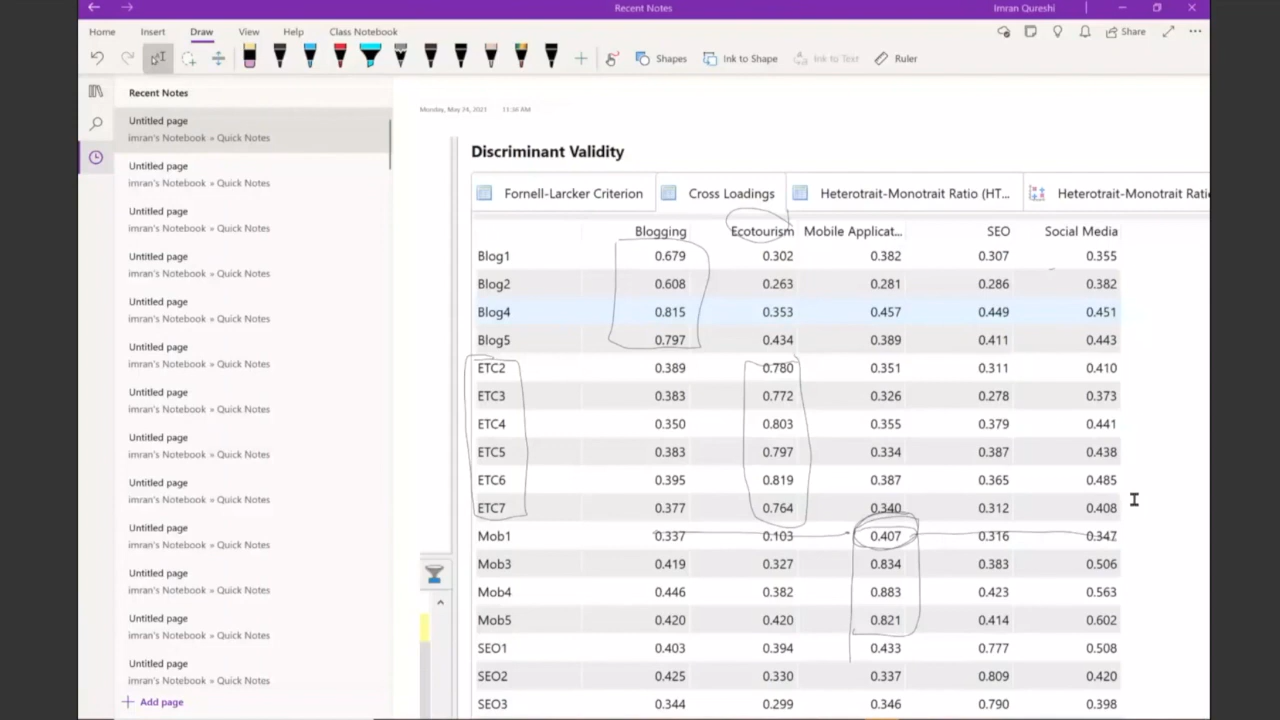 Recent Notes
Imran Qureshi
Home Insert Draw View Help Class Notebook
Share
Shapes Ink to Shape Ink to Text Ruler
Recent Notes
Untitled page
imran's Notebook » Quick Notes
Untitled page
imran's Notebook » Quick Notes
Untitled page
imran's Notebook » Quick Notes
Untitled page
imran's Notebook » Quick Notes
Untitled page
imran's Notebook » Quick Notes
Untitled page
imran's Notebook » Quick Notes
Untitled page
imran's Notebook » Quick Notes
Untitled page
imran's Notebook » Quick Notes
Untitled page
imran's Notebook » Quick Notes
Untitled page
imran's Notebook » Quick Notes
Untitled page
imran's Notebook » Quick Notes
Untitled page
imran's Notebook » Quick Notes
Untitled page
imran's Notebook » Quick Notes
Add page
Monday, May 24, 2021 11:38 AM
Discriminant Validity
Fornell-Larcker Criterion Cross Loadings Heterotrait-Monotrait Ratio (HT... Heterotrait-Monotrait Ratio
Blogging Ecotourism Mobile Applicat... SEO Social Media
Blog1 0.679 0.302 0.382 0.307 0.355
Blog2 0.608 0.263 0.281 0.286 0.382
Blog4 0.815 0.353 0.457 0.449 0.451
Blog5 0.797 0.434 0.389 0.411 0.443
ETC2 0.389 0.780 0.351 0.311 0.410
ETC3 0.383 0.772 0.326 0.278 0.373
ETC4 0.350 0.803 0.355 0.379 0.441
ETC5 0.383 0.797 0.334 0.387 0.438
ETC6 0.395 0.819 0.387 0.365 0.485
ETC7 0.377 0.764 0.340 0.312 0.408
Mob1 0.337 0.103 0.407 0.316 0.347
Mob3 0.419 0.327 0.834 0.383 0.506
Mob4 0.446 0.382 0.883 0.423 0.563
Mob5 0.420 0.420 0.821 0.414 0.602
SEO1 0.403 0.394 0.433 0.777 0.508
SEO2 0.425 0.330 0.337 0.809 0.420
SEO3 0.344 0.299 0.346 0.790 0.398